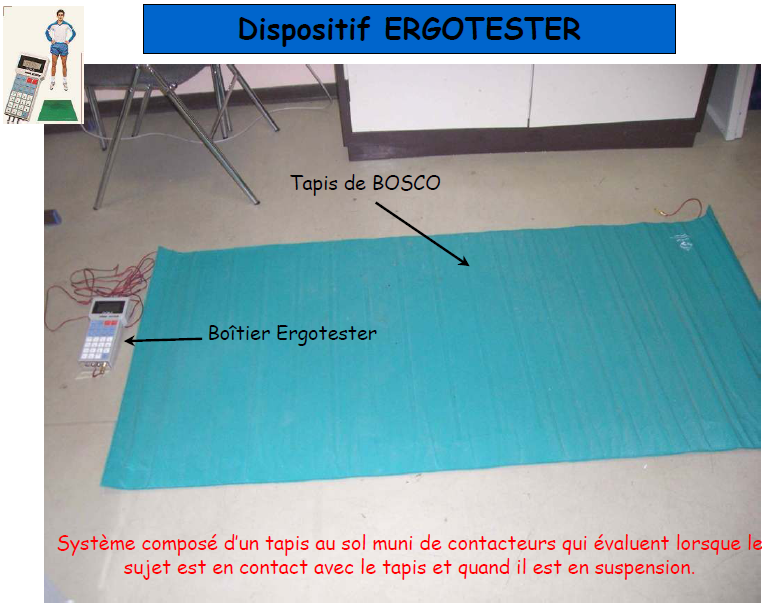 Dispositif ERGOTESTER
Tapis de BOSCO
Boîtier Ergotester
Système composé d'un tapis au sol muni de contacteurs qui évaluent lorsque le
sujet est en contact avec le tapis et quand il est en suspension.